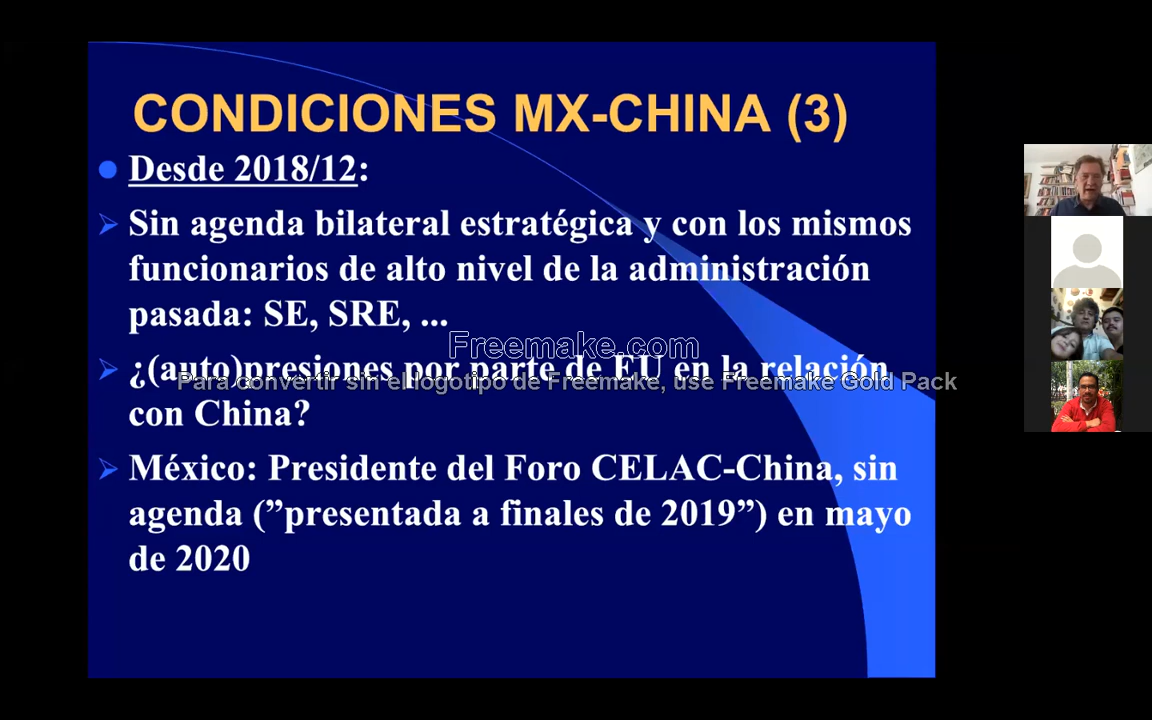 CONDICIONES MX-CHINA (3)
Desde 2018/12:
Sin agenda bilateral estratégica y con los mismos
funcionarios de alto nivel de la administración
pasada: SE, SRE, ...
Freemake.com
¿(auto)presiones por parte de EU en la relación
Para convertir sin el logotipo de Freemake, use Freemake Gold Pack
con China?
México: Presidente del Foro CELAC-China, sin
agenda (”presentada a finales de 2019”) en mayo
de 2020